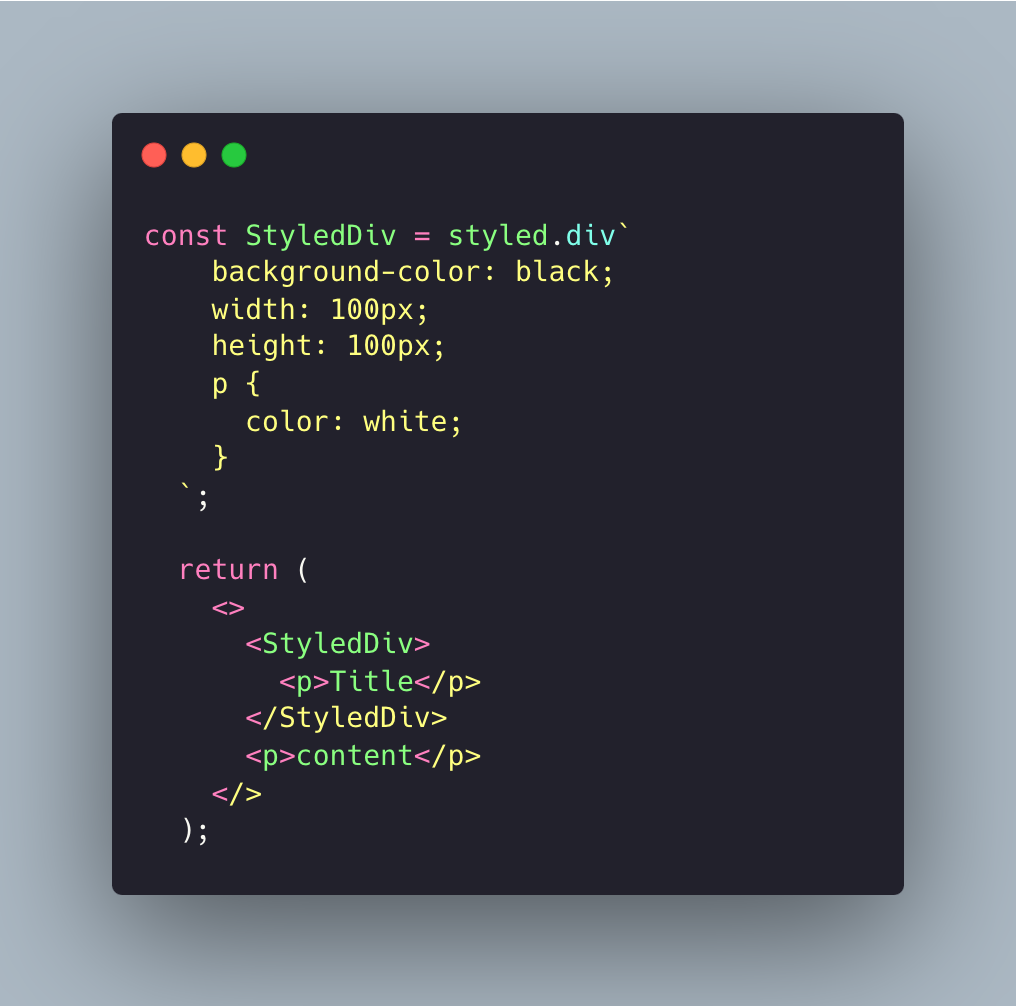 const StyledDiv = styled.div`
    background-color: black;
    width: 100px;
    height: 100px;
    p {
      color: white;
    }
  `;

  return (
    <>
      <StyledDiv>
        <p>Title</p>
      </StyledDiv>
      <p>content</p>
    </>
  );